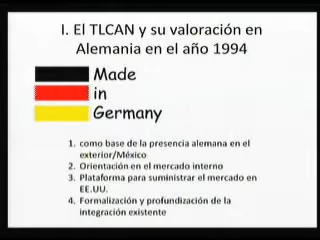 I. El TLCAN y su valoración en
Alemania en el año 1994
Made
in
Germany
1. como base de la presencia alemana en el
exterior/México
2. Orientación en el mercado interno
3. Plataforma para suministrar el mercado en
EE.UU.
4. Formalización y profundización de la
integración existente